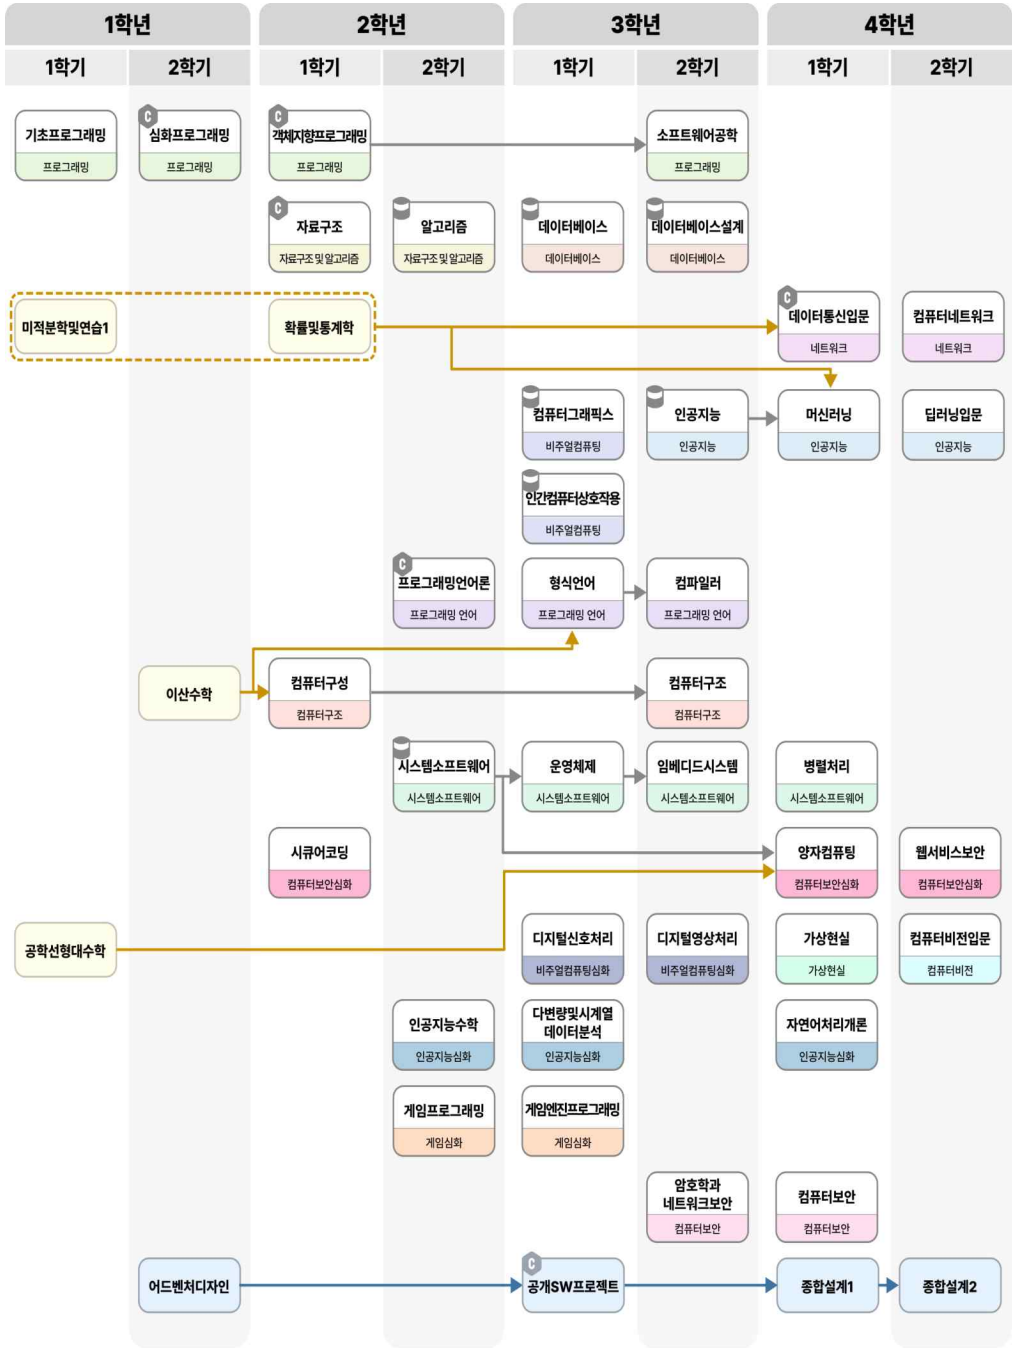 1학년 2학년 3학년 4학년
1학기 2학기 1학기 2학기 1학기 2학기 1학기 2학기
C C
기초프로그래밍 심화프로그래밍 객체지향프로그래밍 소프트웨어공학
프로그래밍 프로그래밍 프로그래밍 프로그래밍
C
자료구조 알고리즘 데이터베이스 데이터베이스설계
자료구조 및 알고리즘 자료구조 및 알고리즘 데이터베이스 데이터베이스
C
미적분학및연습1 확률및통계학 데이터통신입문 컴퓨터네트워크
네트워크 네트워크
컴퓨터그래픽스 인공지능 머신러닝 딥러닝입문
비주얼컴퓨팅 인공지능 인공지능 인공지능
인간컴퓨터상호작용
비주얼컴퓨팅
C
프로그래밍언어론 형식언어 컴파일러
프로그래밍 언어 프로그래밍 언어 프로그래밍 언어
이산수학 컴퓨터구성 컴퓨터구조
컴퓨터구조 컴퓨터구조
시스템소프트웨어 운영체제 임베디드시스템 병렬처리
시스템소프트웨어 시스템소프트웨어 시스템소프트웨어 시스템소프트웨어
시큐어코딩 양자컴퓨팅 웹서비스보안
컴퓨터보안심화 컴퓨터보안심화 컴퓨터보안심화
공학선형대수학 디지털신호처리 디지털영상처리 가상현실 컴퓨터비전입문
비주얼컴퓨팅심화 비주얼컴퓨팅심화 가상현실 컴퓨터비전
인공지능수학 다변량및시계열
데이터분석 자연어처리개론
인공지능심화 인공지능심화 인공지능심화
게임프로그래밍 게임엔진프로그래밍
게임심화 게임심화
암호학과
네트워크보안 컴퓨터보안
컴퓨터보안 컴퓨터보안
C
어드벤처디자인 공개SW프로젝트 종합설계1 종합설계2